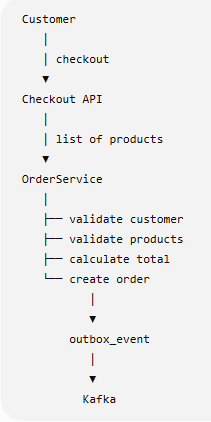 Customer
checkout
Checkout API
list of products
OrderService
validate customer
validate products
calculate total
create order
outbox_event
Kafka